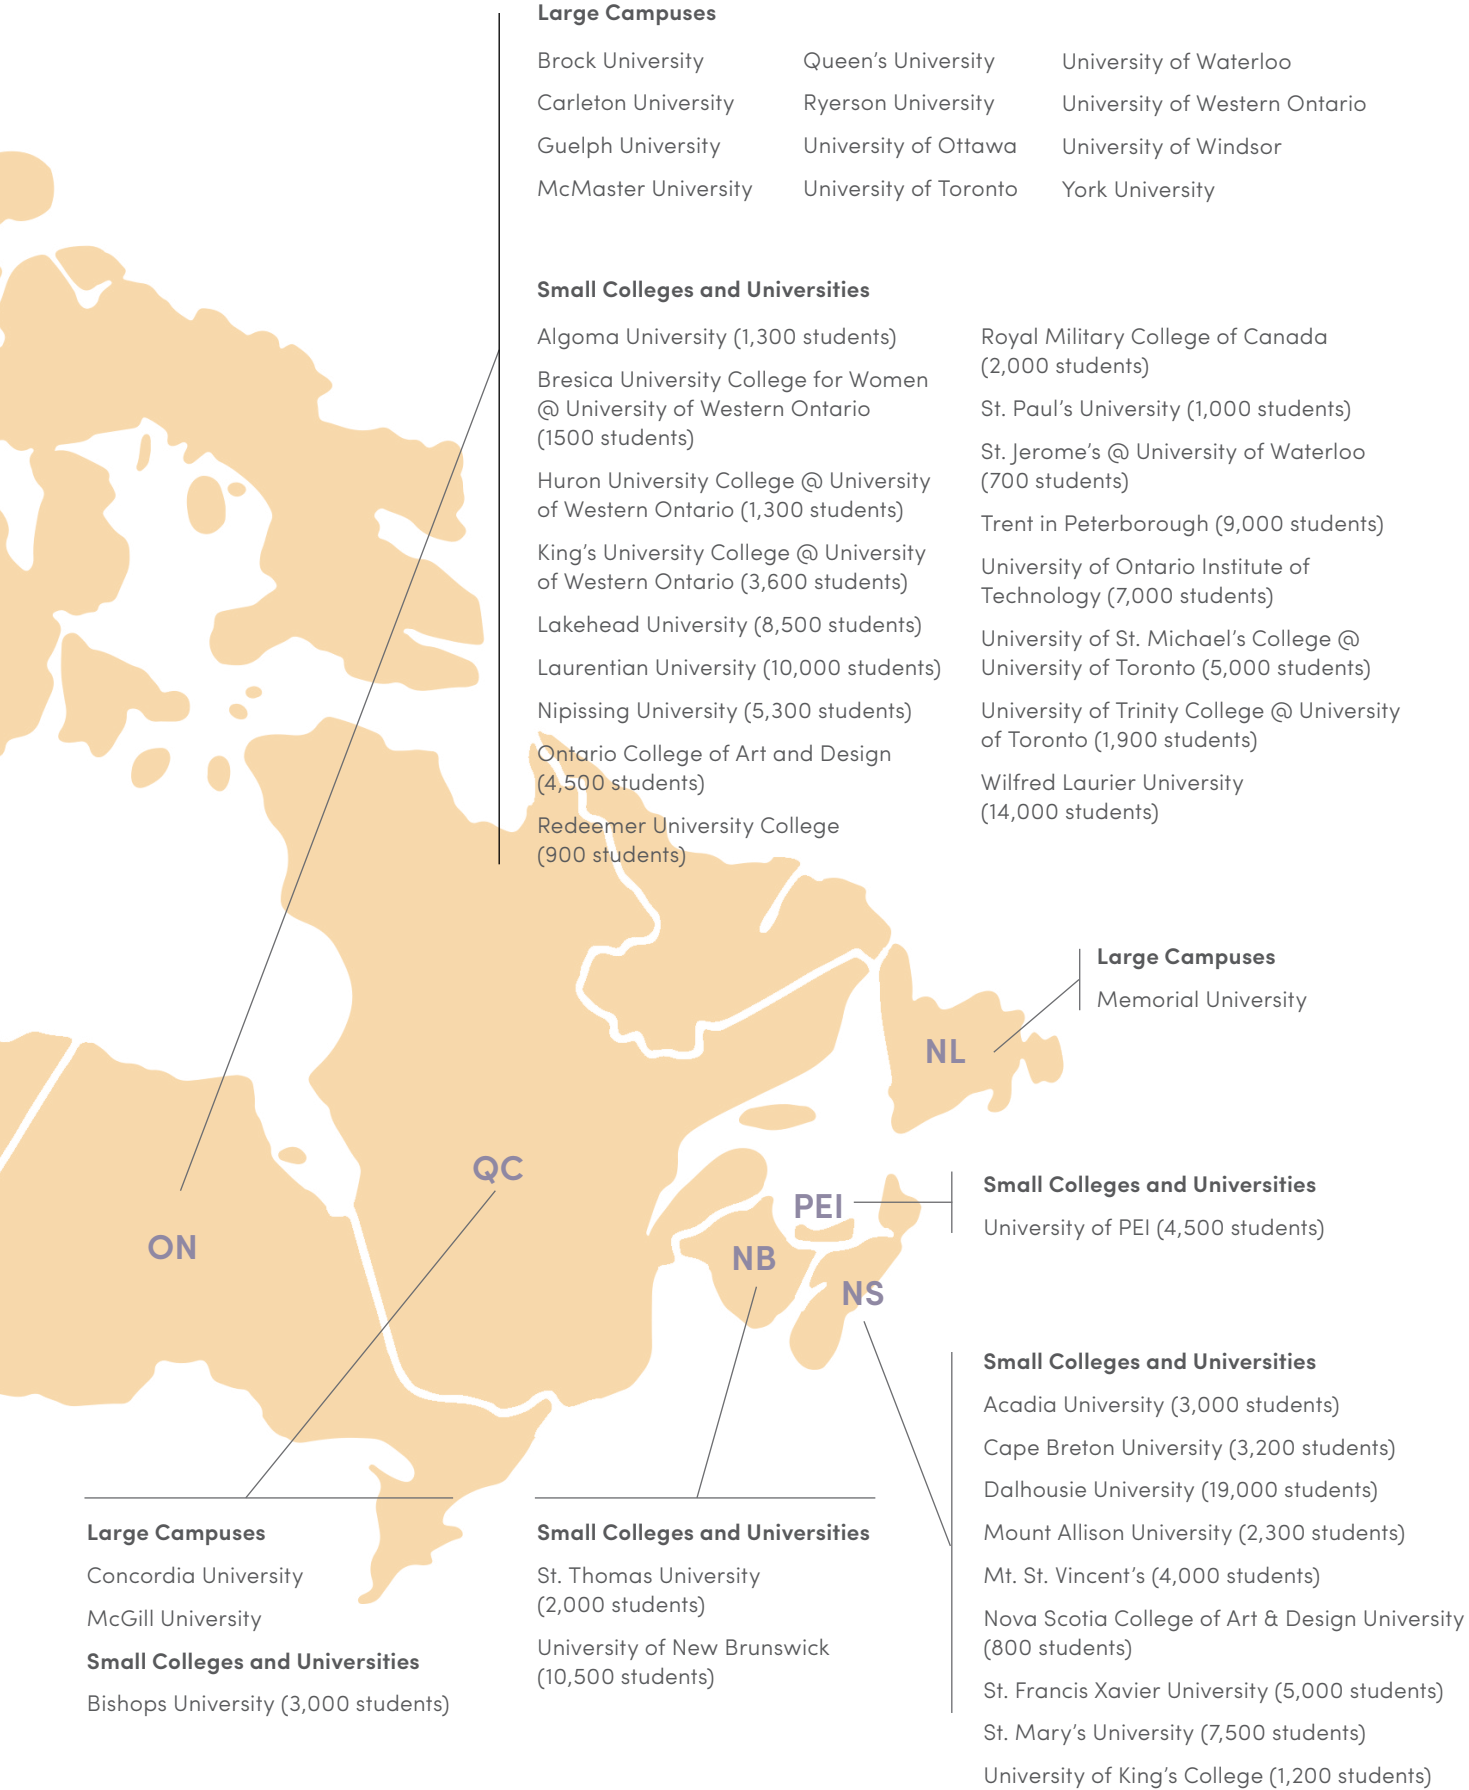 Large Campuses
Brock University
Carleton University
Guelph University
McMaster University
Queen's University
Ryerson University
University of Ottawa
University of Toronto
University of Waterloo
University of Western Ontario
University of Windsor
York University
Small Colleges and Universities
Algoma University (1,300 students)
Bresica University College for Women
@ University of Western Ontario
(1500 students)
Huron University College @ University
of Western Ontario (1,300 students)
King's University College @ University
of Western Ontario (3,600 students)
Lakehead University (8,500 students)
Laurentian University (10,000 students)
Nipissing University (5,300 students)
Ontario College of Art and Design
(4,500 students)
Redeemer University College
(900 students)
Royal Military College of Canada
(2,000 students)
St. Paul's University (1,000 students)
St. Jerome's @ University of Waterloo
(700 students)
Trent in Peterborough (9,000 students)
University of Ontario Institute of
Technology (7,000 students)
University of St. Michael's College @
University of Toronto (5,000 students)
University of Trinity College @ University
of Toronto (1,900 students)
Wilfred Laurier University
(14,000 students)
Large Campuses
Memorial University
NL
QC
PEI
Small Colleges and Universities
University of PEI (4,500 students)
ON
NB
NS
Small Colleges and Universities
Acadia University (3,000 students)
Cape Breton University (3,200 students)
Dalhousie University (19,000 students)
Mount Allison University (2,300 students)
Mt. St. Vincent's (4,000 students)
Nova Scotia College of Art & Design University
(800 students)
St. Francis Xavier University (5,000 students)
St. Mary's University (7,500 students)
University of King's College (1,200 students)
Large Campuses
Concordia University
McGill University
Small Colleges and Universities
Bishops University (3,000 students)
Small Colleges and Universities
St. Thomas University
(2,000 students)
University of New Brunswick
(10,500 students)